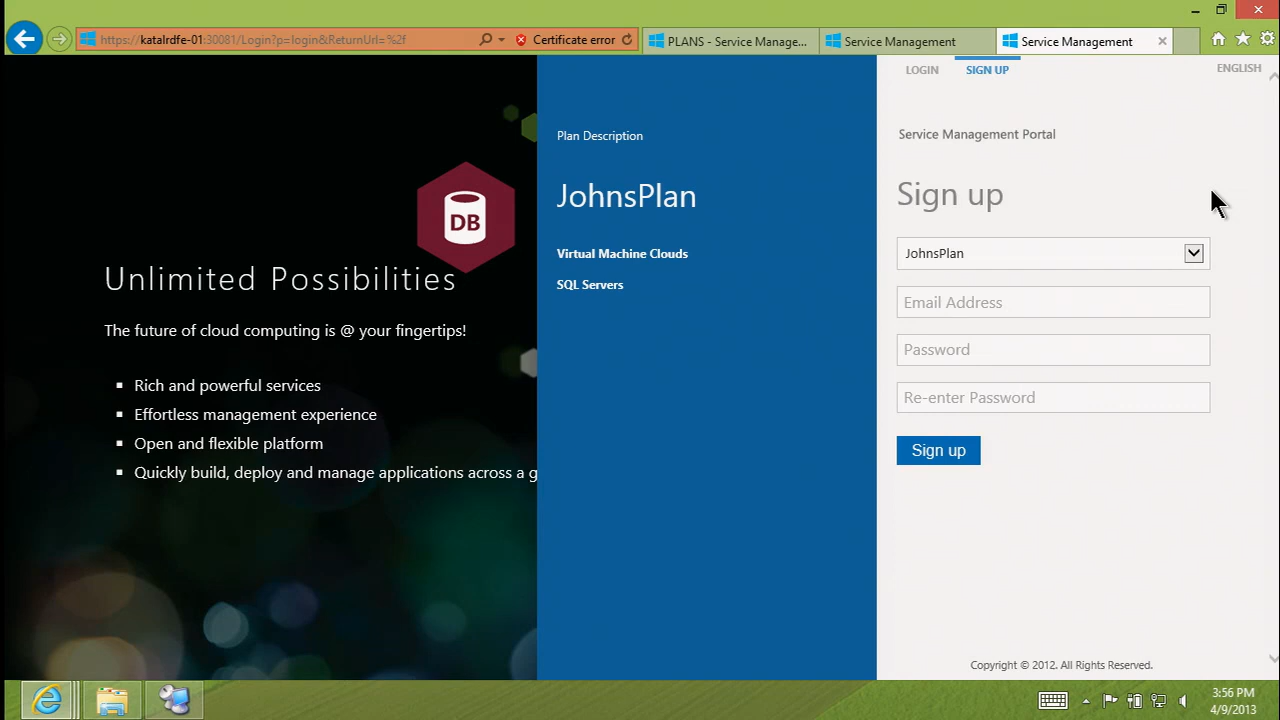 https://katalrdfe-01:30081/Login?p=login&ReturnUrl=%2f
Certificate error
PLANS - Service Manage...
Service Management
Service Management
LOGIN
SIGN UP
ENGLISH
Plan Description
Service Management Portal
JohnsPlan
Sign up
DB
Unlimited Possibilities
The future of cloud computing is @ your fingertips!
Rich and powerful services
Effortless management experience
Open and flexible platform
Quickly build, deploy and manage applications across a g
Virtual Machine Clouds
SQL Servers
JohnsPlan
Email Address
Password
Re-enter Password
Sign up
Copyright © 2012. All Rights Reserved.
3:56 PM
4/9/2013